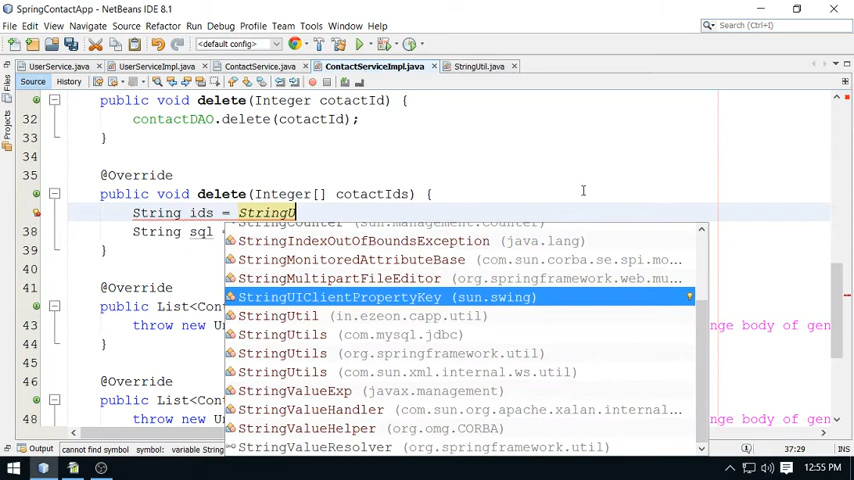 SpringContactApp - NetBeans IDE 8.1
File Edit View Navigate Source Refactor Run Debug Profile Team Tools Window Help
<default config>
Search (Ctrl+I)
UserService.java
UserServiceImpl.java
ContactService.java
ContactServiceImpl.java
StringUtil.java
Source History
Files
Projects
public void delete(Integer cotactId) {
32 contactDAO.delete(cotactId);
33 }
34
35 @Override
public void delete(Integer[] cotactIds) {
String ids = StringU
38 String sql =
39 }
40
41 @Override
public List<Con
43 throw new Un
nge body of gen
44 }
45
46 @Override
public List<Con
48 throw new Un
nge body of gen
StringCounter (sun.management.counter)
StringIndexOutOfBoundsException (java.lang)
StringMonitoredAttributeBase (com.sun.corba.se.spi.mo...
StringMultipartFileEditor (org.springframework.web.mu...
StringUIClientPropertyKey (sun.swing)
StringUtil (in.ezeon.capp.util)
StringUtils (com.mysql.jdbc)
StringUtils (org.springframework.util)
StringUtils (com.sun.xml.internal.ws.util)
StringValueExp (javax.management)
StringValueHandler (com.sun.org.apache.xalan.internal...
StringValueHelper (org.omg.CORBA)
StringValueResolver (org.springframework.util)
Output
cannot find symbol symbol: variable String
37:29
INS
12:55 PM